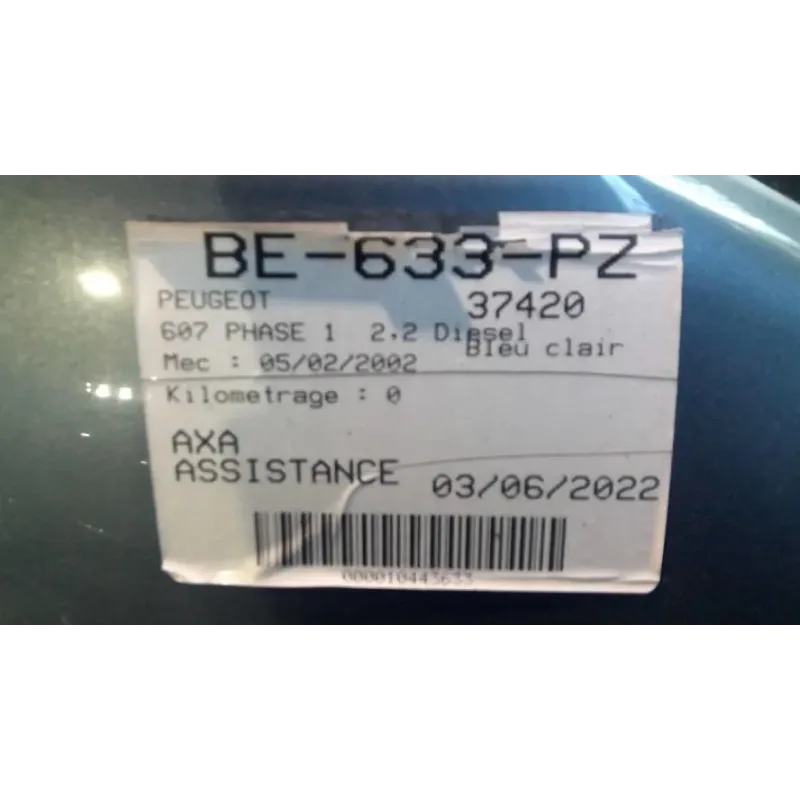 BE-633-PZ
PEUGEOT 37420
607 PHASE 1 2,2 Diesel
Bleu clair
Mec : 05/02/2002
Kilometrage : 0
AXA
ASSISTANCE 03/06/2022
000010443633